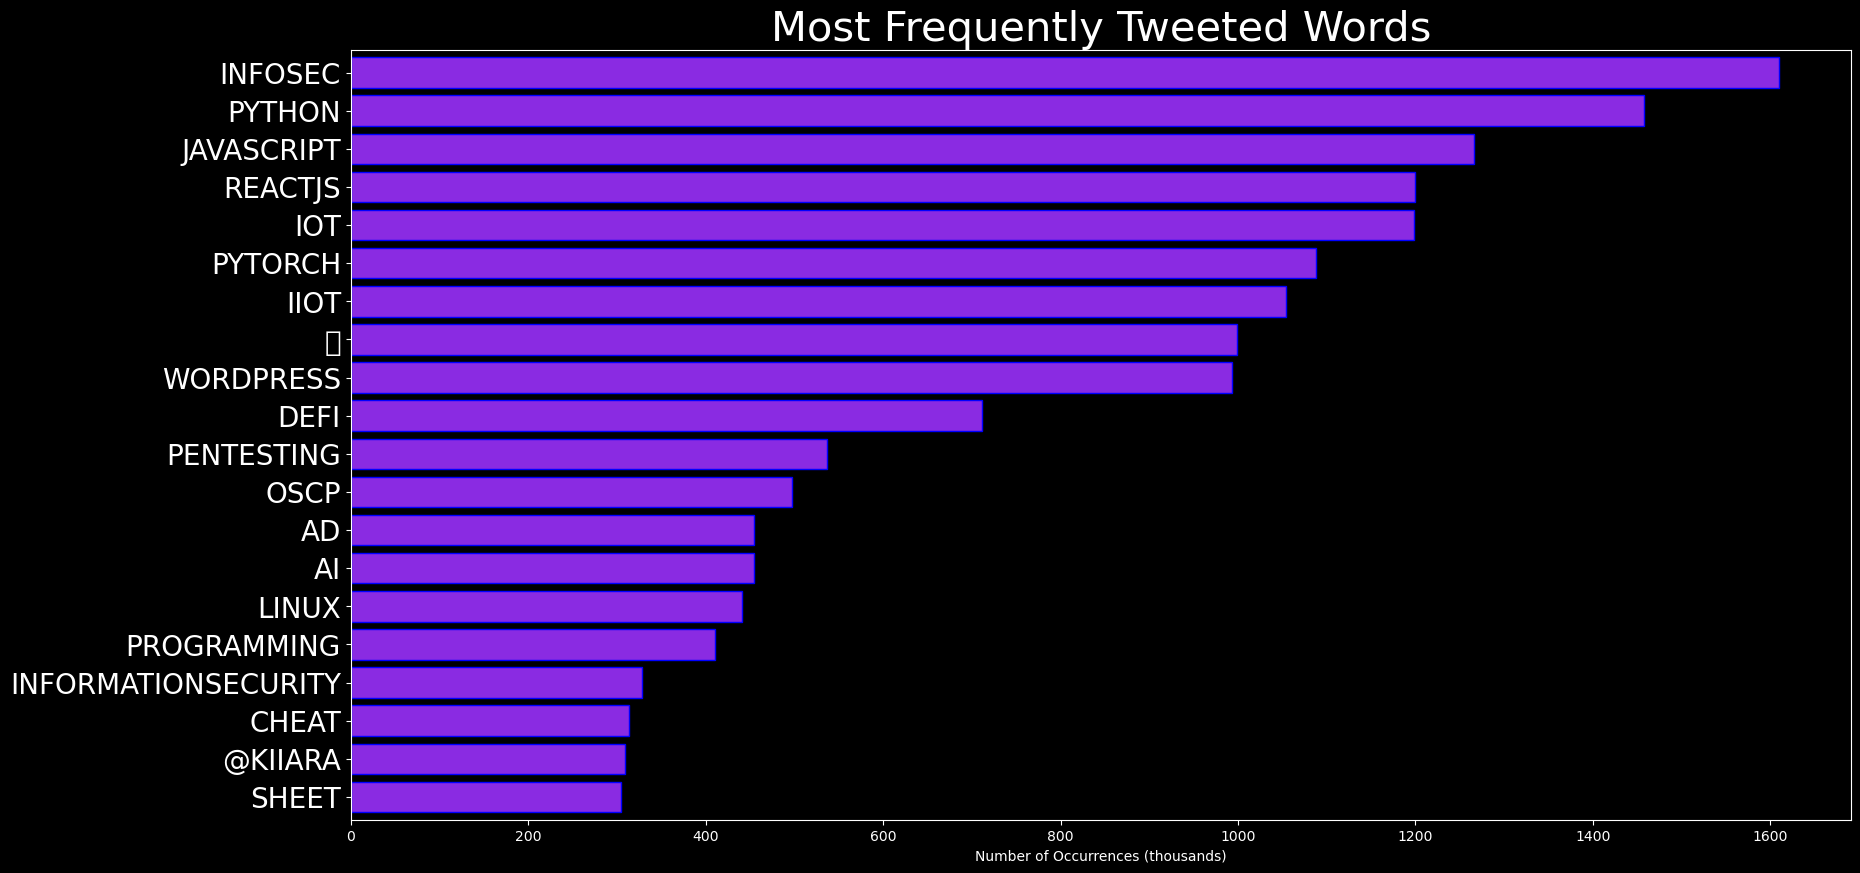 Most Frequently Tweeted Words
INFOSEC
PYTHON
JAVASCRIPT
REACTJS
IOT
PYTORCH
IIOT
WORDPRESS
DEFI
PENTESTING
OSCP
AD
AI
LINUX
PROGRAMMING
INFORMATIONSECURITY
CHEAT
@KIIARA
SHEET
0 200 400 600 800 1000 1200 1400 1600
Number of Occurrences (thousands)